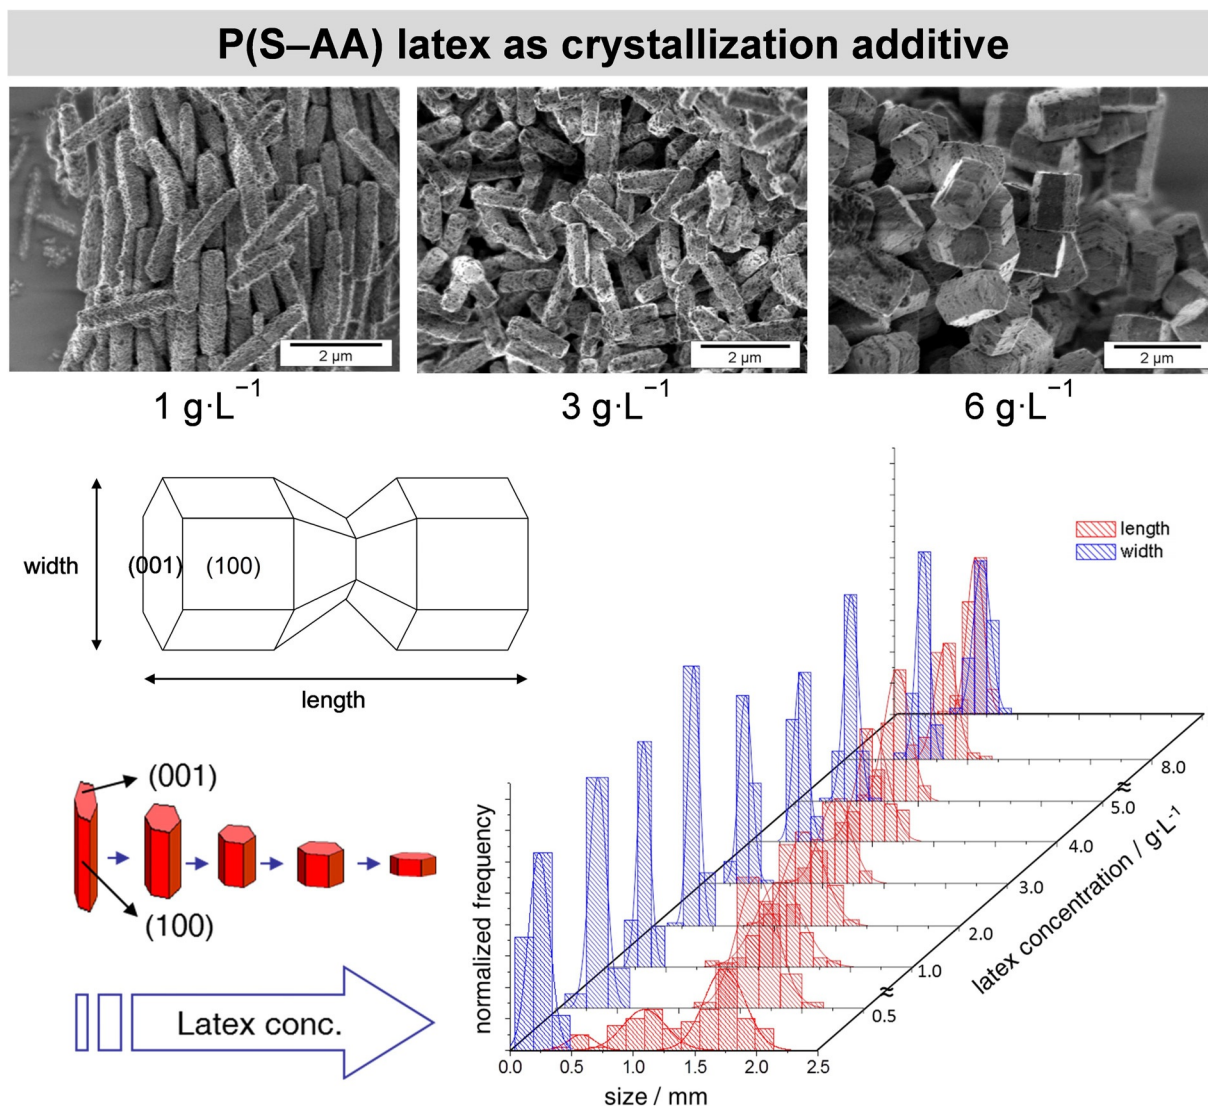 P(S–AA) latex as crystallization additive
2 µm
2 µm
2 µm
1 g·L⁻¹
3 g·L⁻¹
6 g·L⁻¹
width
(001)
(100)
length
length
width
(001)
(100)
Latex conc.
normalized frequency
0.0
0.5
1.0
1.5
2.0
2.5
size / mm
0.5
≈
1.0
2.0
3.0
4.0
5.0
≈
8.0
latex concentration / g·L⁻¹